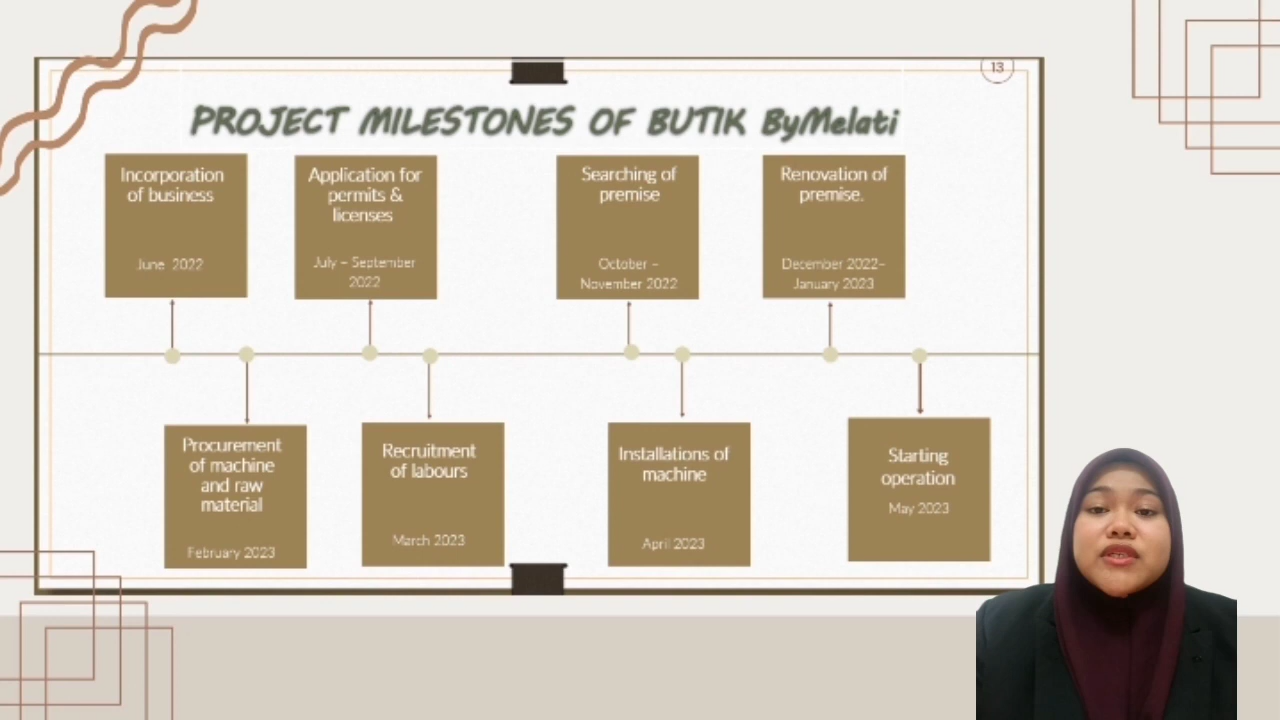 13
PROJECT MILESTONES OF BUTIK ByMelati
Incorporation
of business
June 2022
Application for
permits &
licenses
July – September
2022
Searching of
premise
October –
November 2022
Renovation of
premise.
December 2022–
January 2023
Procurement
of machine
and raw
material
February 2023
Recruitment
of labours
March 2023
Installations of
machine
April 2023
Starting
operation
May 2023